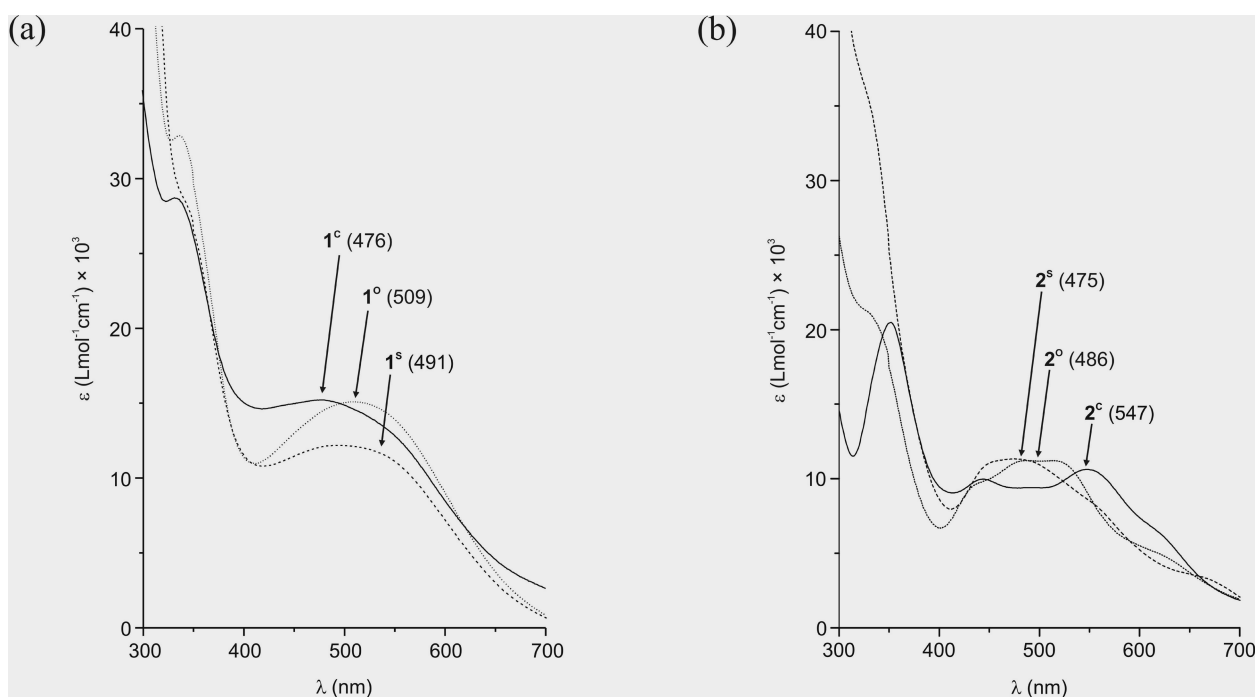 (a)
40
30
20
10
0
300
400
500
600
700
ε (Lmol⁻¹cm⁻¹) × 10³
λ (nm)
1ᶜ (476)
1ᵒ (509)
1ˢ (491)
(b)
40
30
20
10
0
300
400
500
600
700
ε (Lmol⁻¹cm⁻¹) × 10³
λ (nm)
2ˢ (475)
2ᵒ (486)
2ᶜ (547)